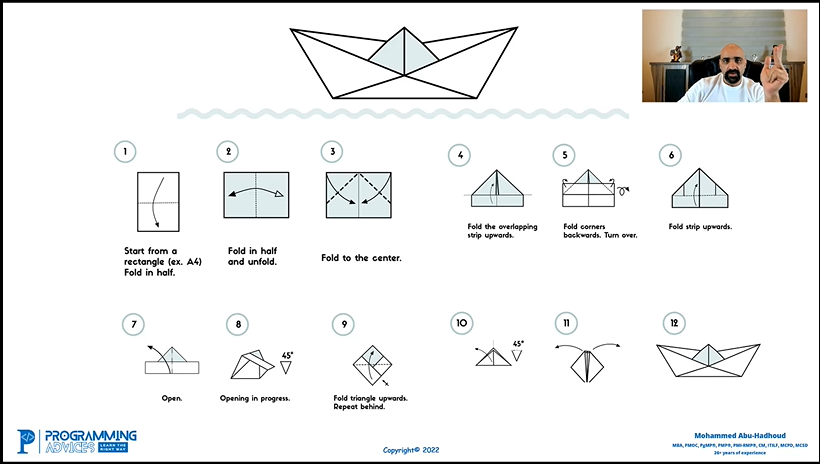 1
2
3
4
5
6
Start from a
rectangle (ex. A4)
Fold in half.
Fold in half
and unfold.
Fold to the center.
Fold the overlapping
strip upwards.
Fold corners
backwards. Turn over.
Fold strip upwards.
7
8
9
10
11
12
45°
45°
Open.
Opening in progress.
Fold triangle upwards.
Repeat behind.
PROGRAMMING
ADVICES
LEARN THE
RIGHT WAY
Copyright© 2022
Mohammed Abu-Hadhoud
MBA, PMOC, PgMP®, PMP®, PMI-RMP®, CM, ITILF, MCPD, MCSD
26+ years of experience